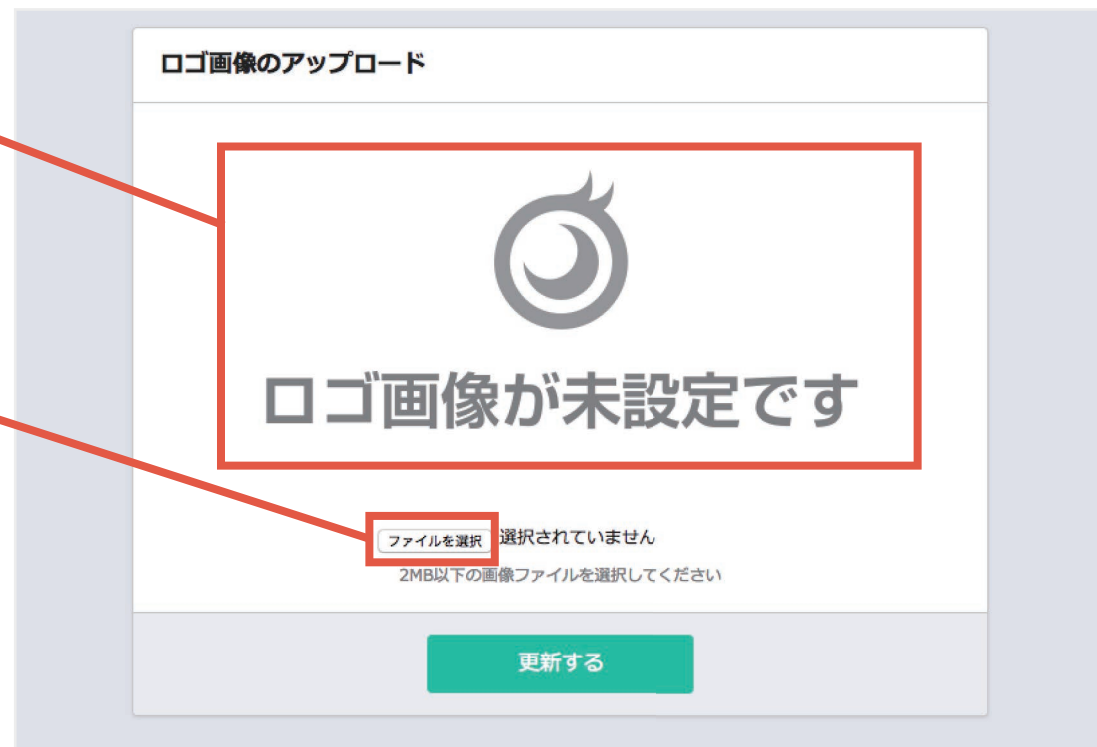 ロゴ画像のアップロード
ロゴ画像が未設定です
ファイルを選択 選択されていません
2MB以下の画像ファイルを選択してください
更新する